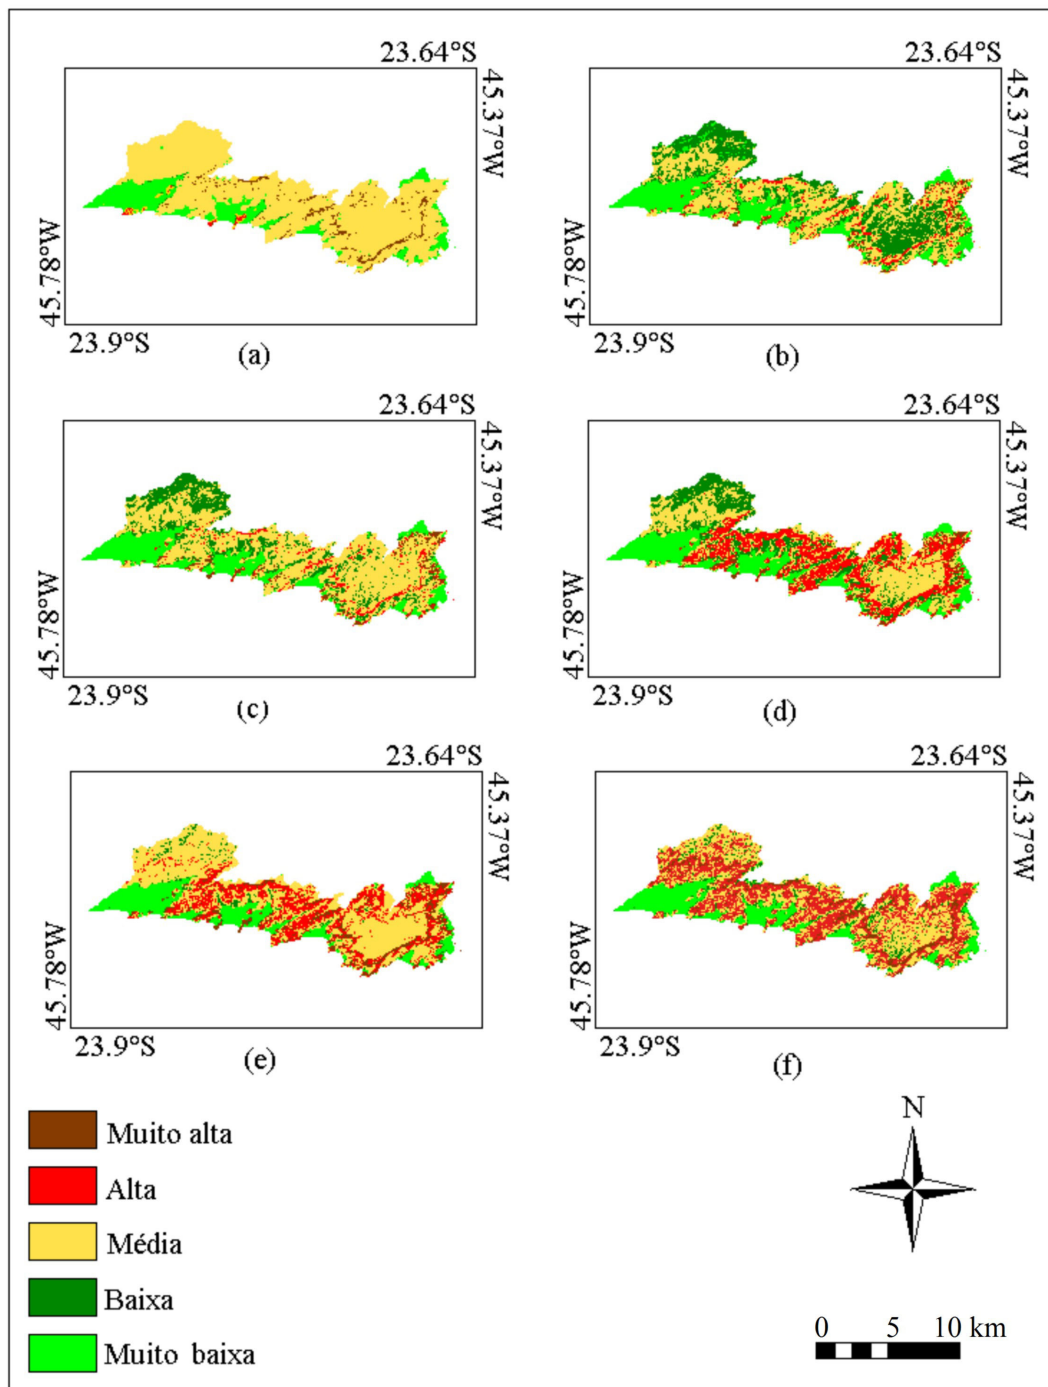 23.64°S 23.64°S
45.37°W 45.37°W
45.78°W 45.78°W
23.9°S 23.9°S
(a) (b)
23.64°S 23.64°S
45.37°W 45.37°W
45.78°W 45.78°W
23.9°S 23.9°S
(c) (d)
23.64°S 23.64°S
45.37°W 45.37°W
45.78°W 45.78°W
23.9°S 23.9°S
(e) (f)
Muito alta
Alta
Média
Baixa
Muito baixa
N
0 5 10 km